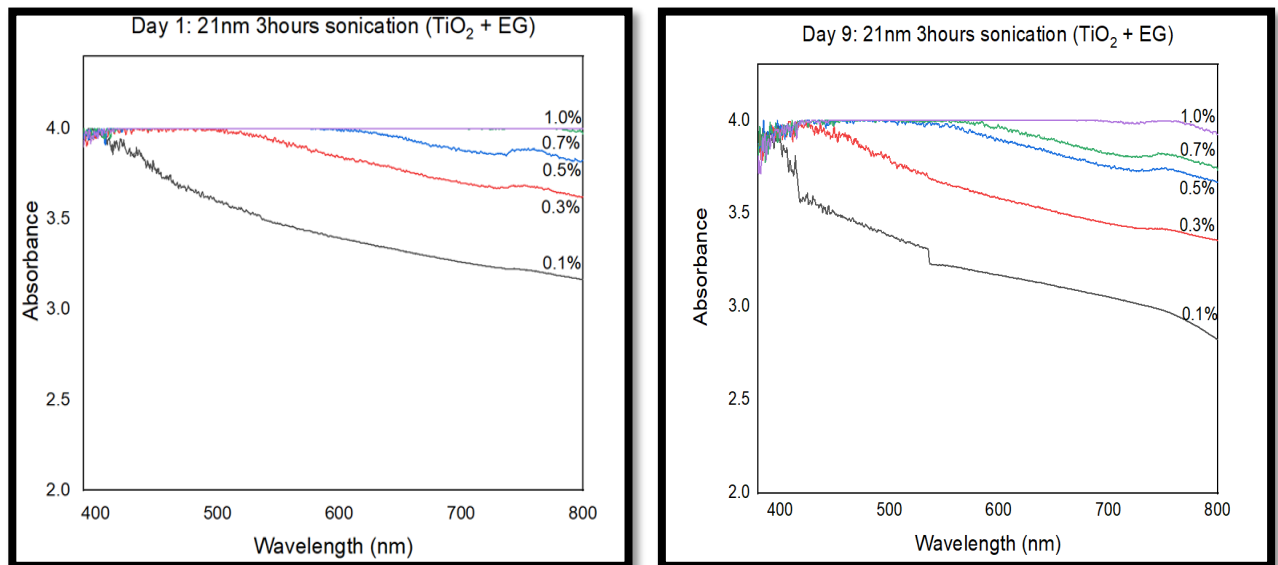 Day 1: 21nm 3hours sonication (TiO₂ + EG)
4.0
3.5
3.0
2.5
2.0
Absorbance
1.0%
0.7%
0.5%
0.3%
0.1%
400 500 600 700 800
Wavelength (nm)
Day 9: 21nm 3hours sonication (TiO₂ + EG)
4.0
3.5
3.0
2.5
2.0
Absorbance
1.0%
0.7%
0.5%
0.3%
0.1%
400 500 600 700 800
Wavelength (nm)